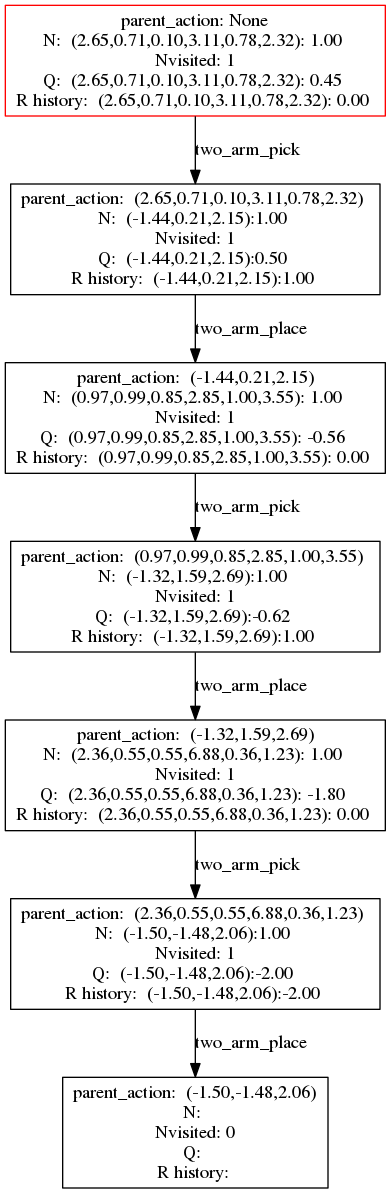 parent_action: None
N: (2.65,0.71,0.10,3.11,0.78,2.32): 1.00
Nvisited: 1
Q: (2.65,0.71,0.10,3.11,0.78,2.32): 0.45
R history: (2.65,0.71,0.10,3.11,0.78,2.32): 0.00
two_arm_pick
parent_action: (2.65,0.71,0.10,3.11,0.78,2.32)
N: (-1.44,0.21,2.15):1.00
Nvisited: 1
Q: (-1.44,0.21,2.15):0.50
R history: (-1.44,0.21,2.15):1.00
two_arm_place
parent_action: (-1.44,0.21,2.15)
N: (0.97,0.99,0.85,2.85,1.00,3.55): 1.00
Nvisited: 1
Q: (0.97,0.99,0.85,2.85,1.00,3.55): -0.56
R history: (0.97,0.99,0.85,2.85,1.00,3.55): 0.00
two_arm_pick
parent_action: (0.97,0.99,0.85,2.85,1.00,3.55)
N: (-1.32,1.59,2.69):1.00
Nvisited: 1
Q: (-1.32,1.59,2.69):-0.62
R history: (-1.32,1.59,2.69):1.00
two_arm_place
parent_action: (-1.32,1.59,2.69)
N: (2.36,0.55,0.55,6.88,0.36,1.23): 1.00
Nvisited: 1
Q: (2.36,0.55,0.55,6.88,0.36,1.23): -1.80
R history: (2.36,0.55,0.55,6.88,0.36,1.23): 0.00
two_arm_pick
parent_action: (2.36,0.55,0.55,6.88,0.36,1.23)
N: (-1.50,-1.48,2.06):1.00
Nvisited: 1
Q: (-1.50,-1.48,2.06):-2.00
R history: (-1.50,-1.48,2.06):-2.00
two_arm_place
parent_action: (-1.50,-1.48,2.06)
N:
Nvisited: 0
Q:
R history: